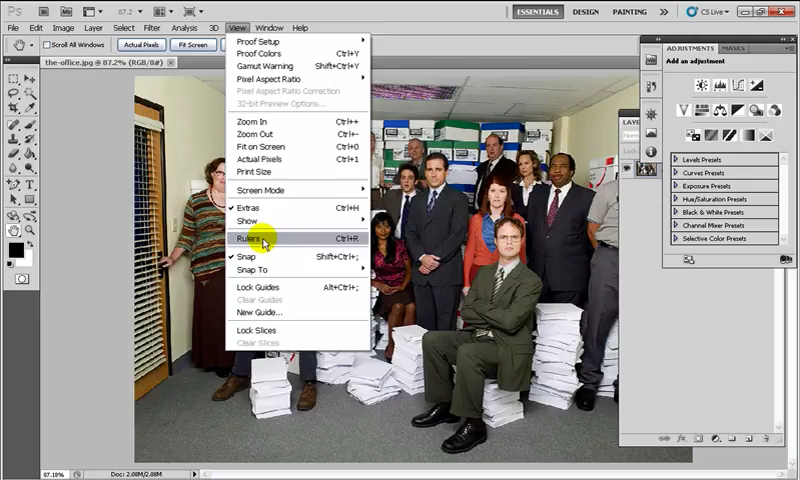 Ps
87.2
ESSENTIALS
DESIGN
PAINTING
»
CS Live
File Edit Image Layer Select Filter Analysis 3D View Window Help
Scroll All Windows
Actual Pixels
Fit Screen
the-office.jpg @ 87.2% (RGB/8#)
Proof Setup
Proof Colors Ctrl+Y
Gamut Warning Shift+Ctrl+Y
Pixel Aspect Ratio
Pixel Aspect Ratio Correction
32-bit Preview Options...
Zoom In Ctrl++
Zoom Out Ctrl+-
Fit on Screen Ctrl+0
Actual Pixels Ctrl+1
Print Size
Screen Mode
Extras Ctrl+H
Show
Rulers Ctrl+R
Snap Shift+Ctrl+;
Snap To
Lock Guides Alt+Ctrl+;
Clear Guides
New Guide...
Lock Slices
Clear Slices
ADJUSTMENTS MASKS
Add an adjustment
Levels Presets
Curves Presets
Exposure Presets
Hue/Saturation Presets
Black & White Presets
Channel Mixer Presets
Selective Color Presets
LAYE
Norm
87.18%
Doc: 2.08M/2.08M